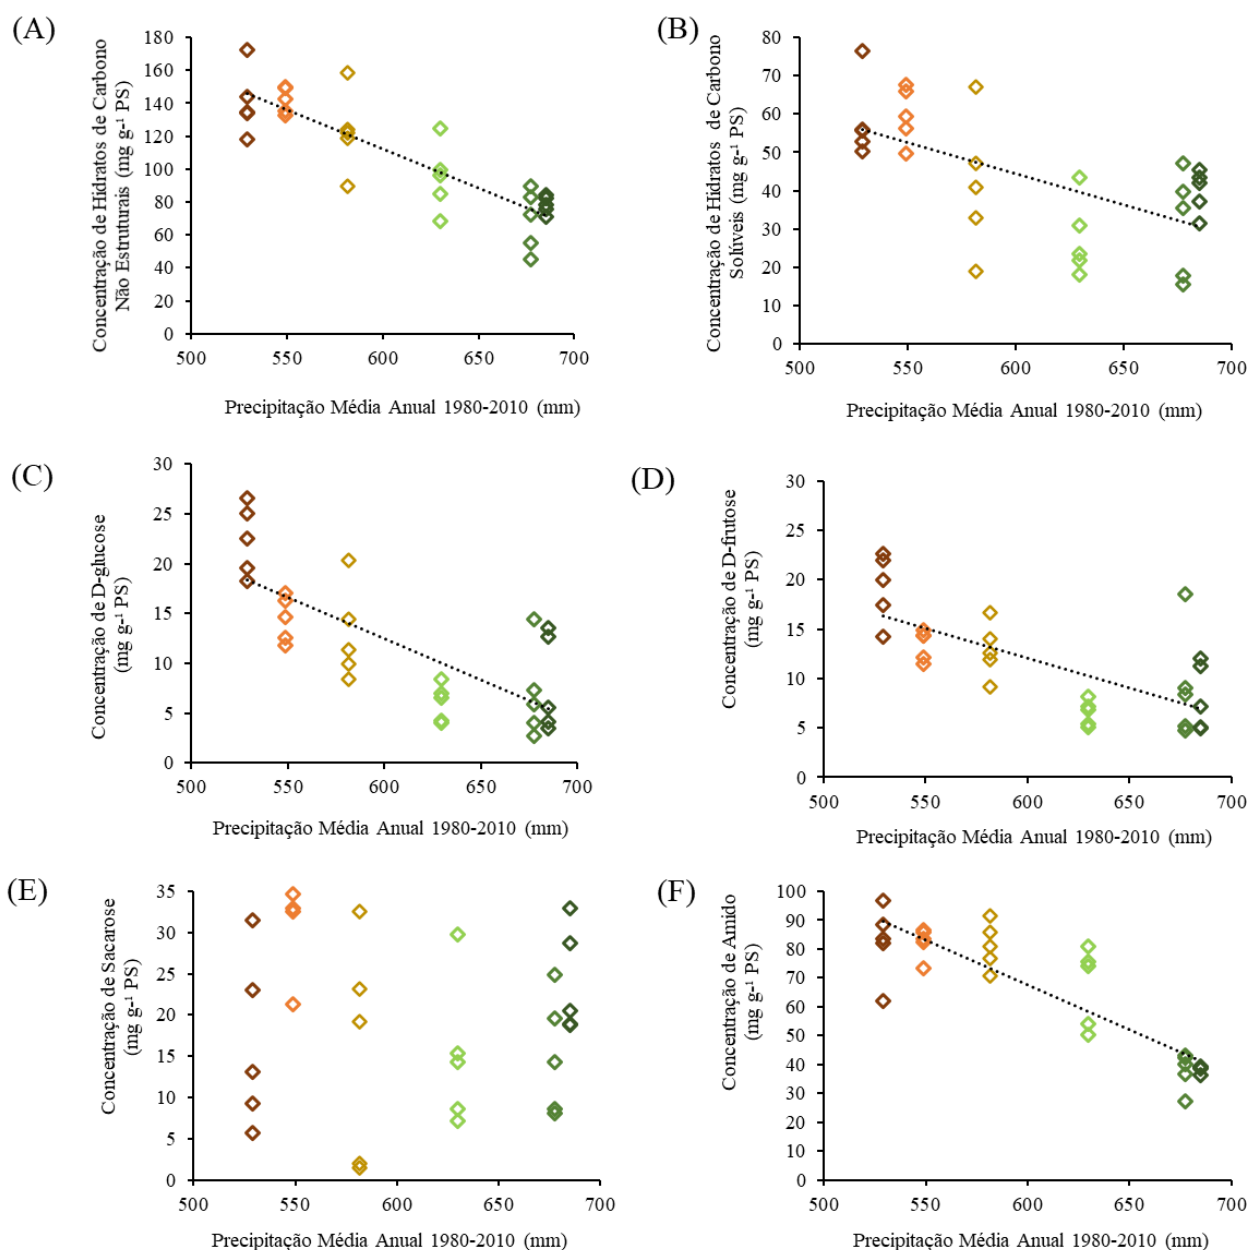 (A)
Concentração de Hidratos de Carbono
Não Estruturais (mg g⁻¹ PS)
180
160
140
120
100
80
60
40
20
0
500 550 600 650 700
Precipitação Média Anual 1980-2010 (mm)
(B)
Concentração de Hidratos de Carbono
Solúveis (mg g⁻¹ PS)
80
70
60
50
40
30
20
10
0
500 550 600 650 700
Precipitação Média Anual 1980-2010 (mm)
(C)
Concentração de D-glucose
(mg g⁻¹ PS)
30
25
20
15
10
5
0
500 550 600 650 700
Precipitação Média Anual 1980-2010 (mm)
(D)
Concentração de D-frutose
(mg g⁻¹ PS)
30
25
20
15
10
5
0
500 550 600 650 700
Precipitação Média Anual 1980-2010 (mm)
(E)
Concentração de Sacarose
(mg g⁻¹ PS)
35
30
25
20
15
10
5
0
500 550 600 650 700
Precipitação Média Anual 1980-2010 (mm)
(F)
Concentração de Amido
(mg g⁻¹ PS)
100
90
80
70
60
50
40
30
20
10
0
500 550 600 650 700
Precipitação Média Anual 1980-2010 (mm)